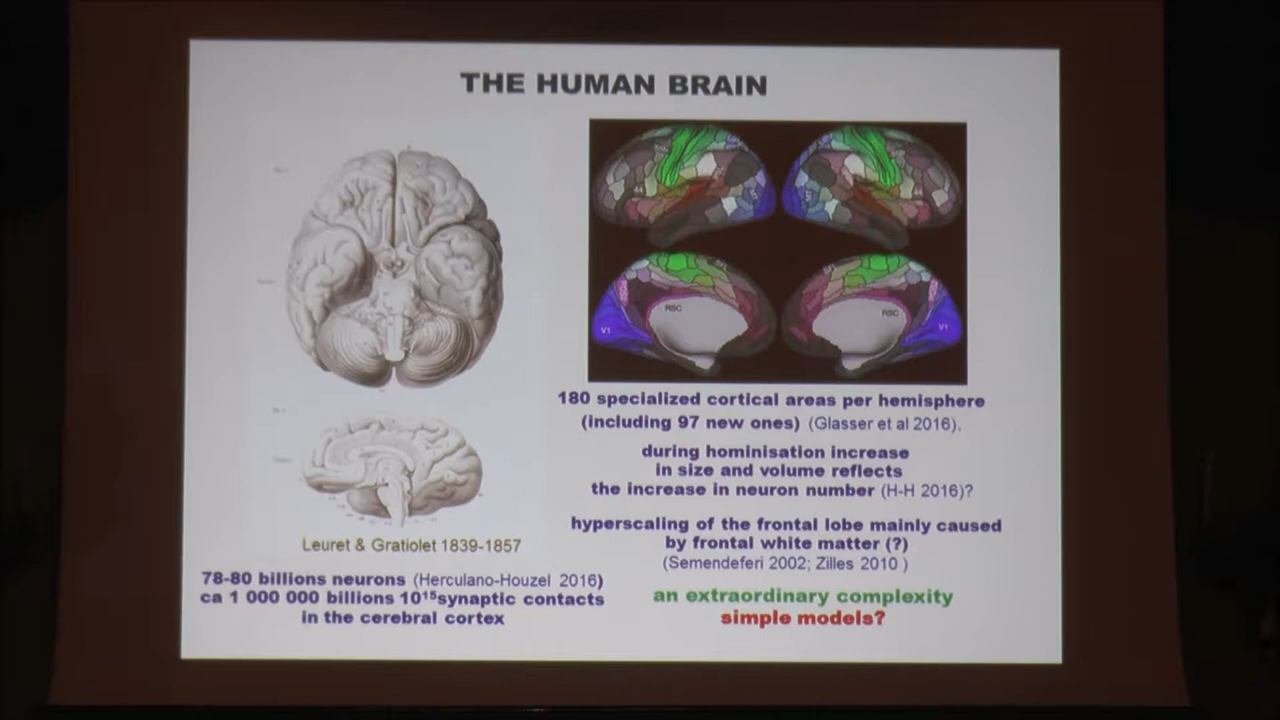 THE HUMAN BRAIN
RSC
RSC
V1
V1
180 specialized cortical areas per hemisphere
(including 97 new ones) (Glasser et al 2016).
during hominisation increase
in size and volume reflects
the increase in neuron number (H-H 2016)?
hyperscaling of the frontal lobe mainly caused
by frontal white matter (?)
(Semendeferi 2002; Zilles 2010 )
an extraordinary complexity
simple models?
Leuret & Gratiolet 1839-1857
78-80 billions neurons (Herculano-Houzel 2016)
ca 1 000 000 billions 10¹⁵synaptic contacts
in the cerebral cortex